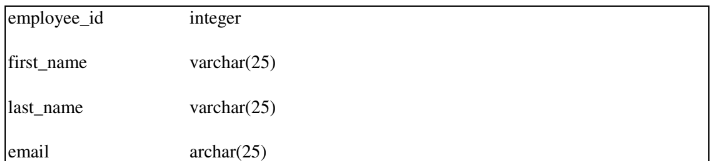 employee_id integer
first_name varchar(25)
last_name varchar(25)
email archar(25)